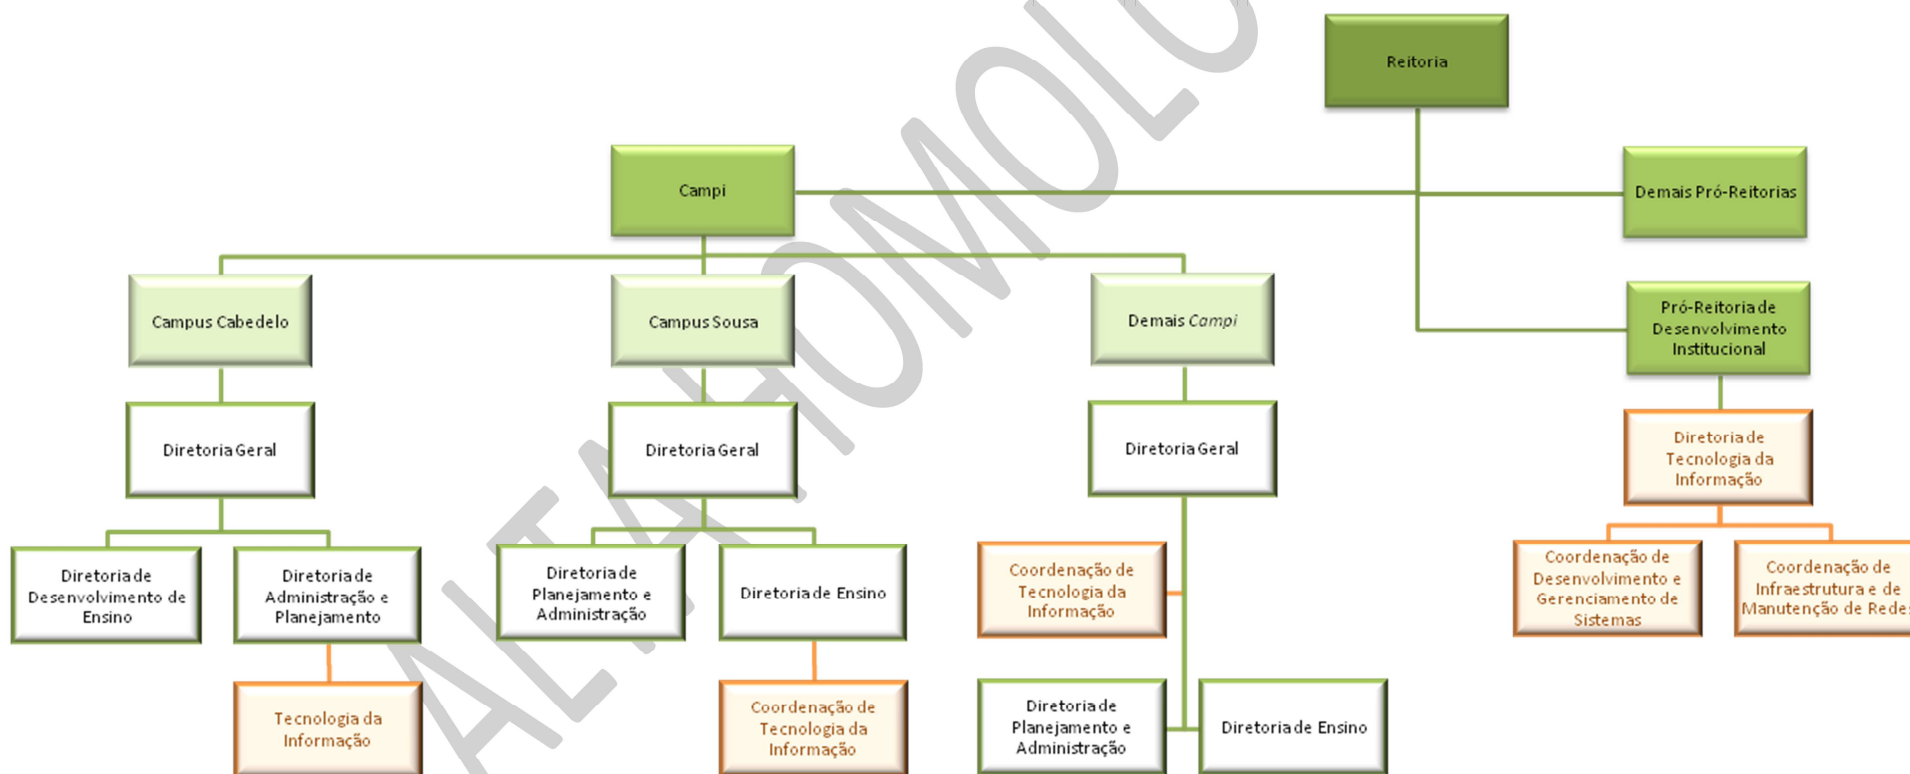 Reitoria
Campi
Demais Pró-Reitorias
Campus Cabedelo
Campus Sousa
Demais Campi
Pró-Reitoria de
Desenvolvimento
Institucional
Diretoria Geral
Diretoria Geral
Diretoria Geral
Diretoria de
Tecnologia da
Informação
Diretoria de
Desenvolvimento de
Ensino
Diretoria de
Administração e
Planejamento
Diretoria de
Planejamento e
Administração
Diretoria de Ensino
Coordenação de
Tecnologia da
Informação
Coordenação de
Desenvolvimento e
Gerenciamento de
Sistemas
Coordenação de
Infraestrutura e de
Manutenção de Redes
Tecnologia da
Informação
Coordenação de
Tecnologia da
Informação
Diretoria de
Planejamento e
Administração
Diretoria de Ensino